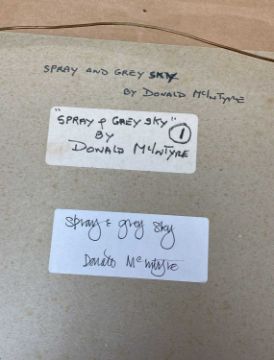 SPRAY AND GREY SKY
BY DONALD McINTYRE
"SPRAY & GREY SKY"
1
BY
DONALD McINTYRE
Spray & grey sky
Donald McIntyre